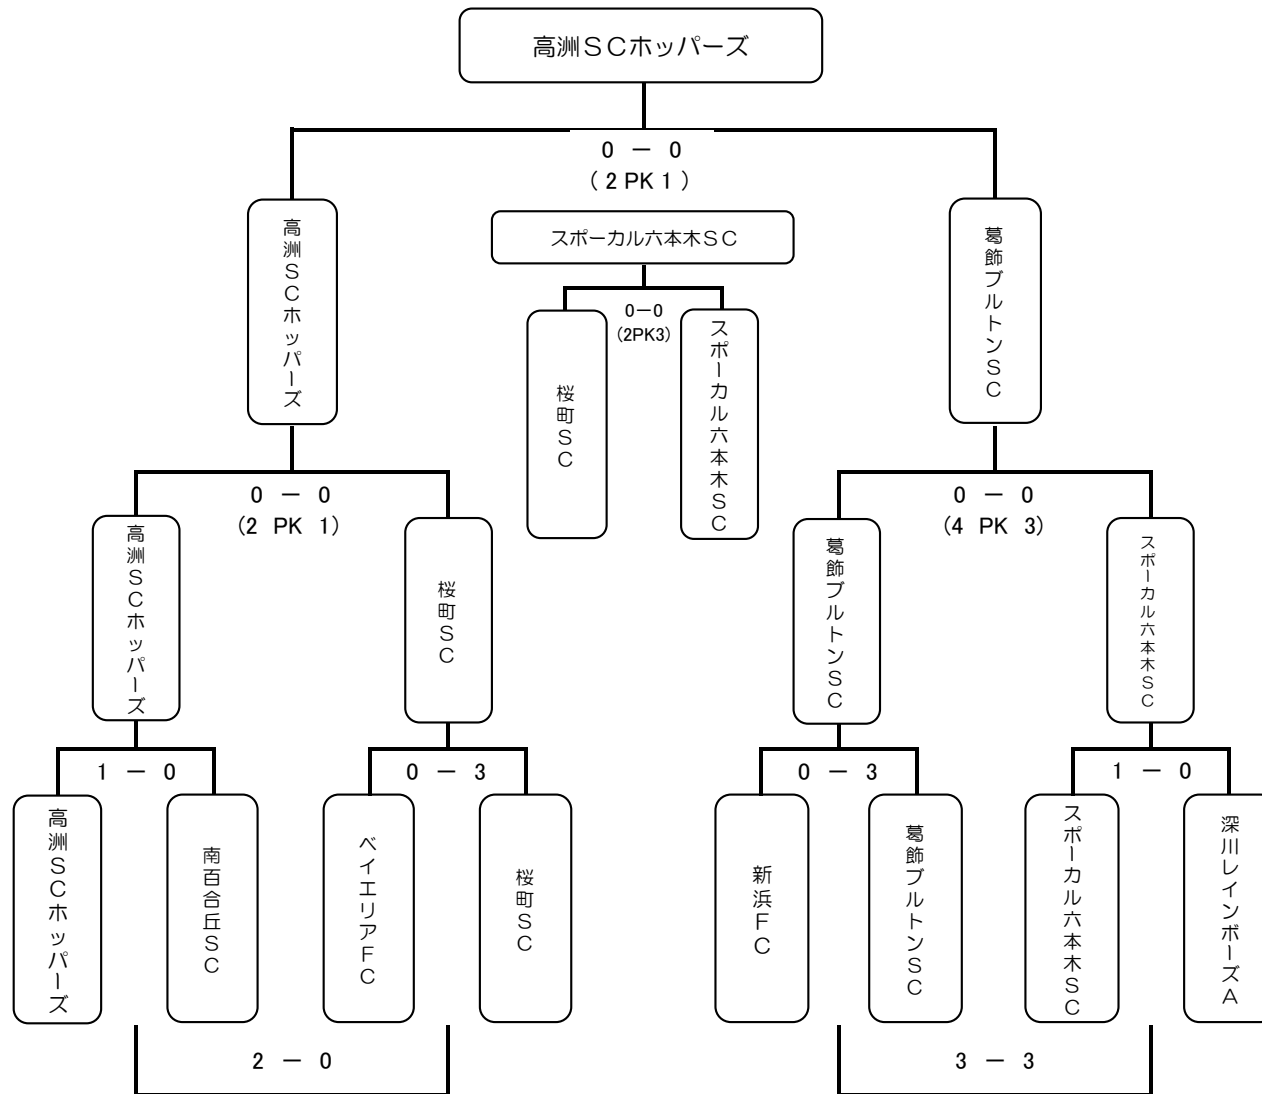 高洲ＳＣホッパーズ
0 － 0
（ 2 PK 1 ）
高洲ＳＣホッパーズ
スポーカル六本木ＳＣ
葛飾ブルトンＳＣ
0－0
（2PK3）
桜町ＳＣ
スポーカル六本木ＳＣ
0 － 0
（2 PK 1）
0 － 0
（4 PK 3）
高洲ＳＣホッパーズ
桜町ＳＣ
葛飾ブルトンＳＣ
スポーカル六本木ＳＣ
1 － 0
0 － 3
0 － 3
1 － 0
高洲ＳＣホッパーズ
南百合丘ＳＣ
ベイエリアＦＣ
桜町ＳＣ
新浜ＦＣ
葛飾ブルトンＳＣ
スポーカル六本木ＳＣ
深川レインボーズＡ
2 － 0
3 － 3